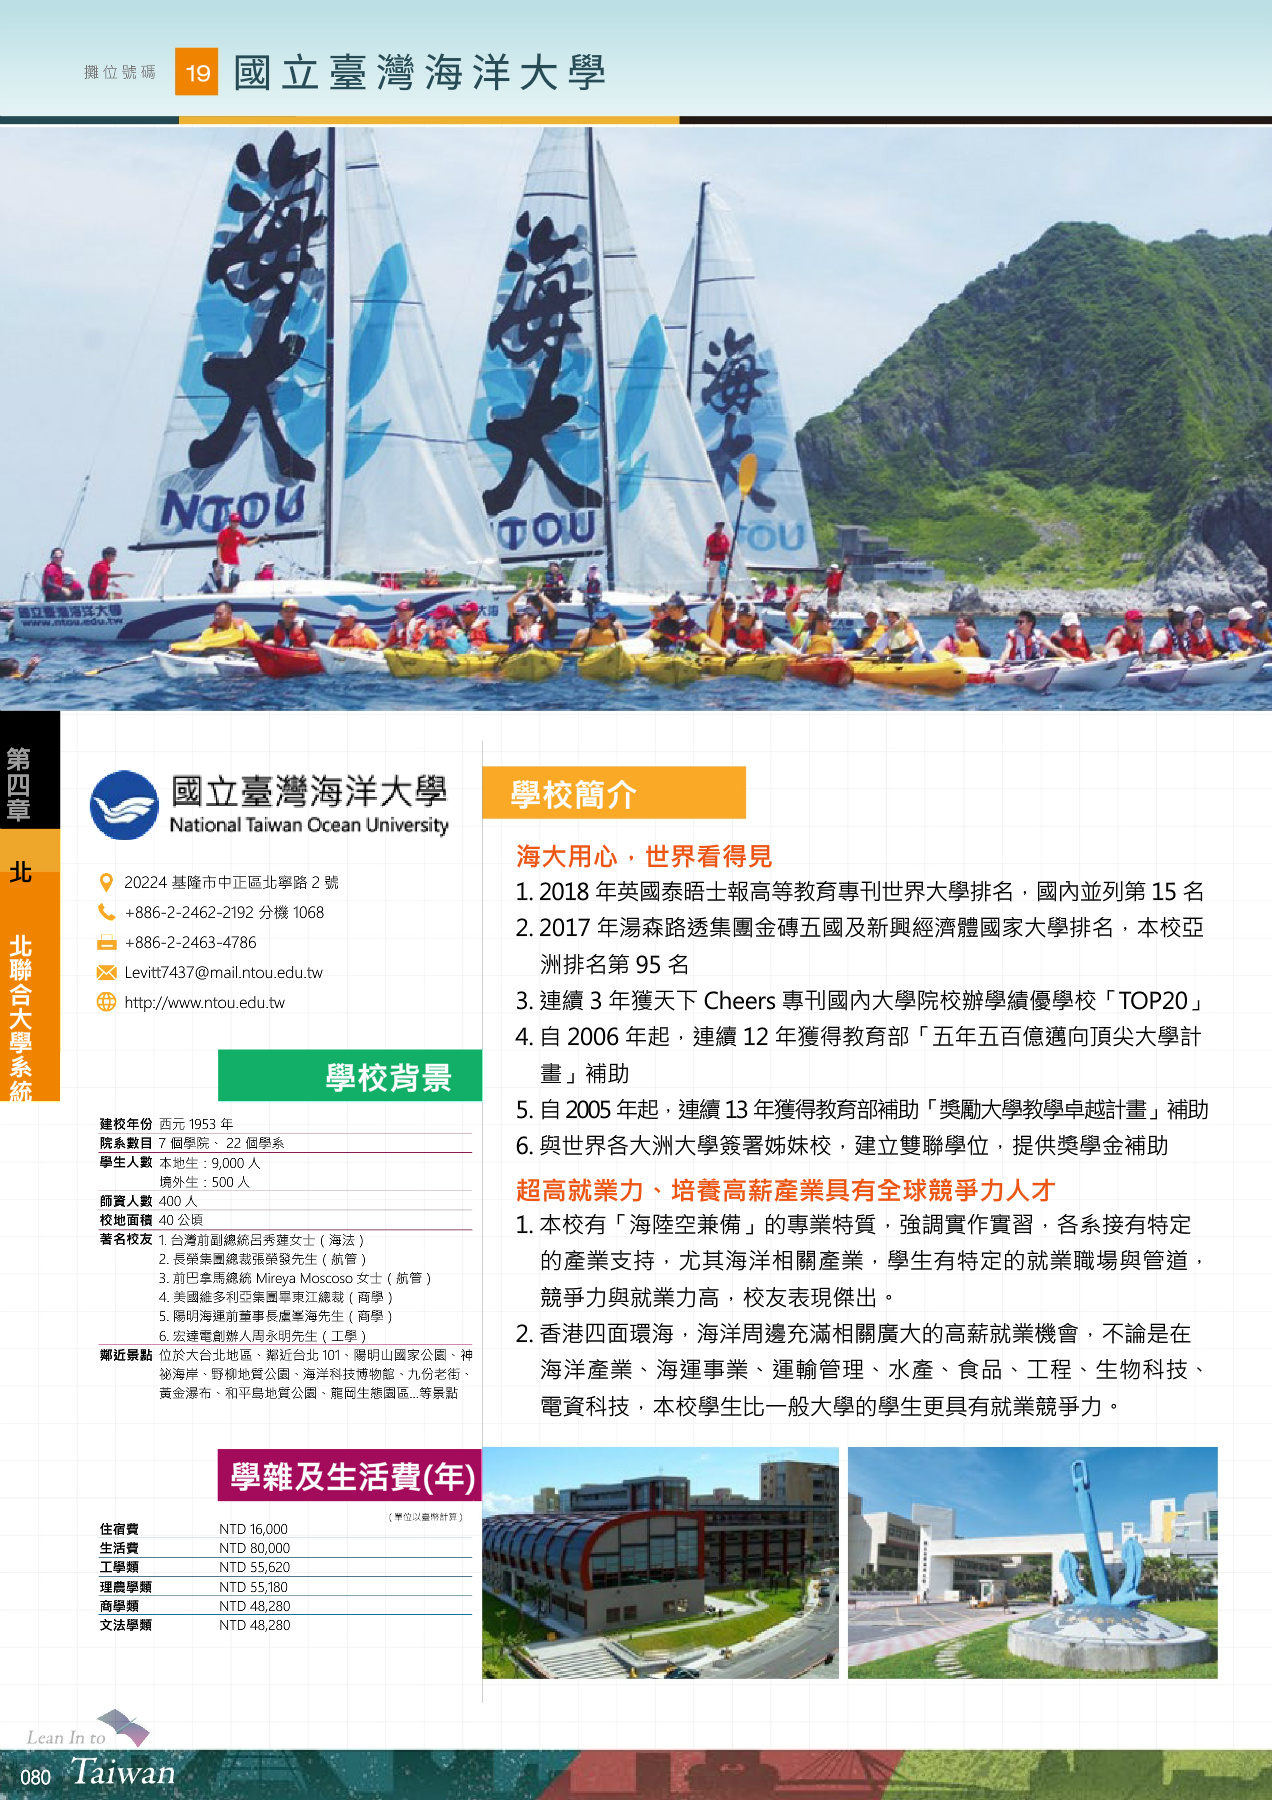 攤位號碼 19 國立臺灣海洋大學
海大 NTOU
海大 NTOU
海大 NTOU
國立臺灣海洋大學
www.ntou.edu.tw
第四章
北
北聯合大學系統
國立臺灣海洋大學
National Taiwan Ocean University
20224 基隆市中正區北寧路 2 號
+886-2-2462-2192 分機 1068
+886-2-2463-4786
Levitt7437@mail.ntou.edu.tw
http://www.ntou.edu.tw
學校背景
建校年份 西元 1953 年
院系數目 7 個學院、 22 個學系
學生人數 本地生：9,000 人
境外生：500 人
師資人數 400 人
校地面積 40 公頃
著名校友 1. 台灣前副總統呂秀蓮女士 ( 海法 )
2. 長榮集團總裁張榮發先生 ( 航管 )
3. 前巴拿馬總統 Mireya Moscoso 女士 ( 航管 )
4. 美國維多利亞集團畢東江總裁 ( 商學 )
5. 陽明海運前董事長盧峯海先生 ( 商學 )
6. 宏達電創辦人周永明先生 ( 工學 )
鄰近景點 位於大台北地區、鄰近台北 101、陽明山國家公園、神
祕海岸、野柳地質公園、海洋科技博物館、九份老街、
黃金瀑布、和平島地質公園、龍岡生態園區...等景點
學雜及生活費(年)
( 單位以臺幣計算 )
住宿費 NTD 16,000
生活費 NTD 80,000
工學類 NTD 55,620
理農學類 NTD 55,180
商學類 NTD 48,280
文法學類 NTD 48,280
學校簡介
海大用心，世界看得見
1. 2018 年英國泰晤士報高等教育專刊世界大學排名，國內並列第 15 名
2. 2017 年湯森路透集團金磚五國及新興經濟體國家大學排名，本校亞
洲排名第 95 名
3. 連續 3 年獲天下 Cheers 專刊國內大學院校辦學績優學校「TOP20」
4. 自 2006 年起，連續 12 年獲得教育部「五年五百億邁向頂尖大學計
畫」補助
5. 自 2005 年起，連續 13 年獲得教育部補助「獎勵大學教學卓越計畫」補助
6. 與世界各大洲大學簽署姊妹校，建立雙聯學位，提供獎學金補助
超高就業力、培養高薪產業具有全球競爭力人才
1. 本校有「海陸空兼備」的專業特質，強調實作實習，各系接有特定
的產業支持，尤其海洋相關產業，學生有特定的就業職場與管道，
競爭力與就業力高，校友表現傑出。
2. 香港四面環海，海洋周邊充滿相關廣大的高薪就業機會，不論是在
海洋產業、海運事業、運輸管理、水產、食品、工程、生物科技、
電資科技，本校學生比一般大學的學生更具有就業競爭力。
Lean In to
Taiwan
080